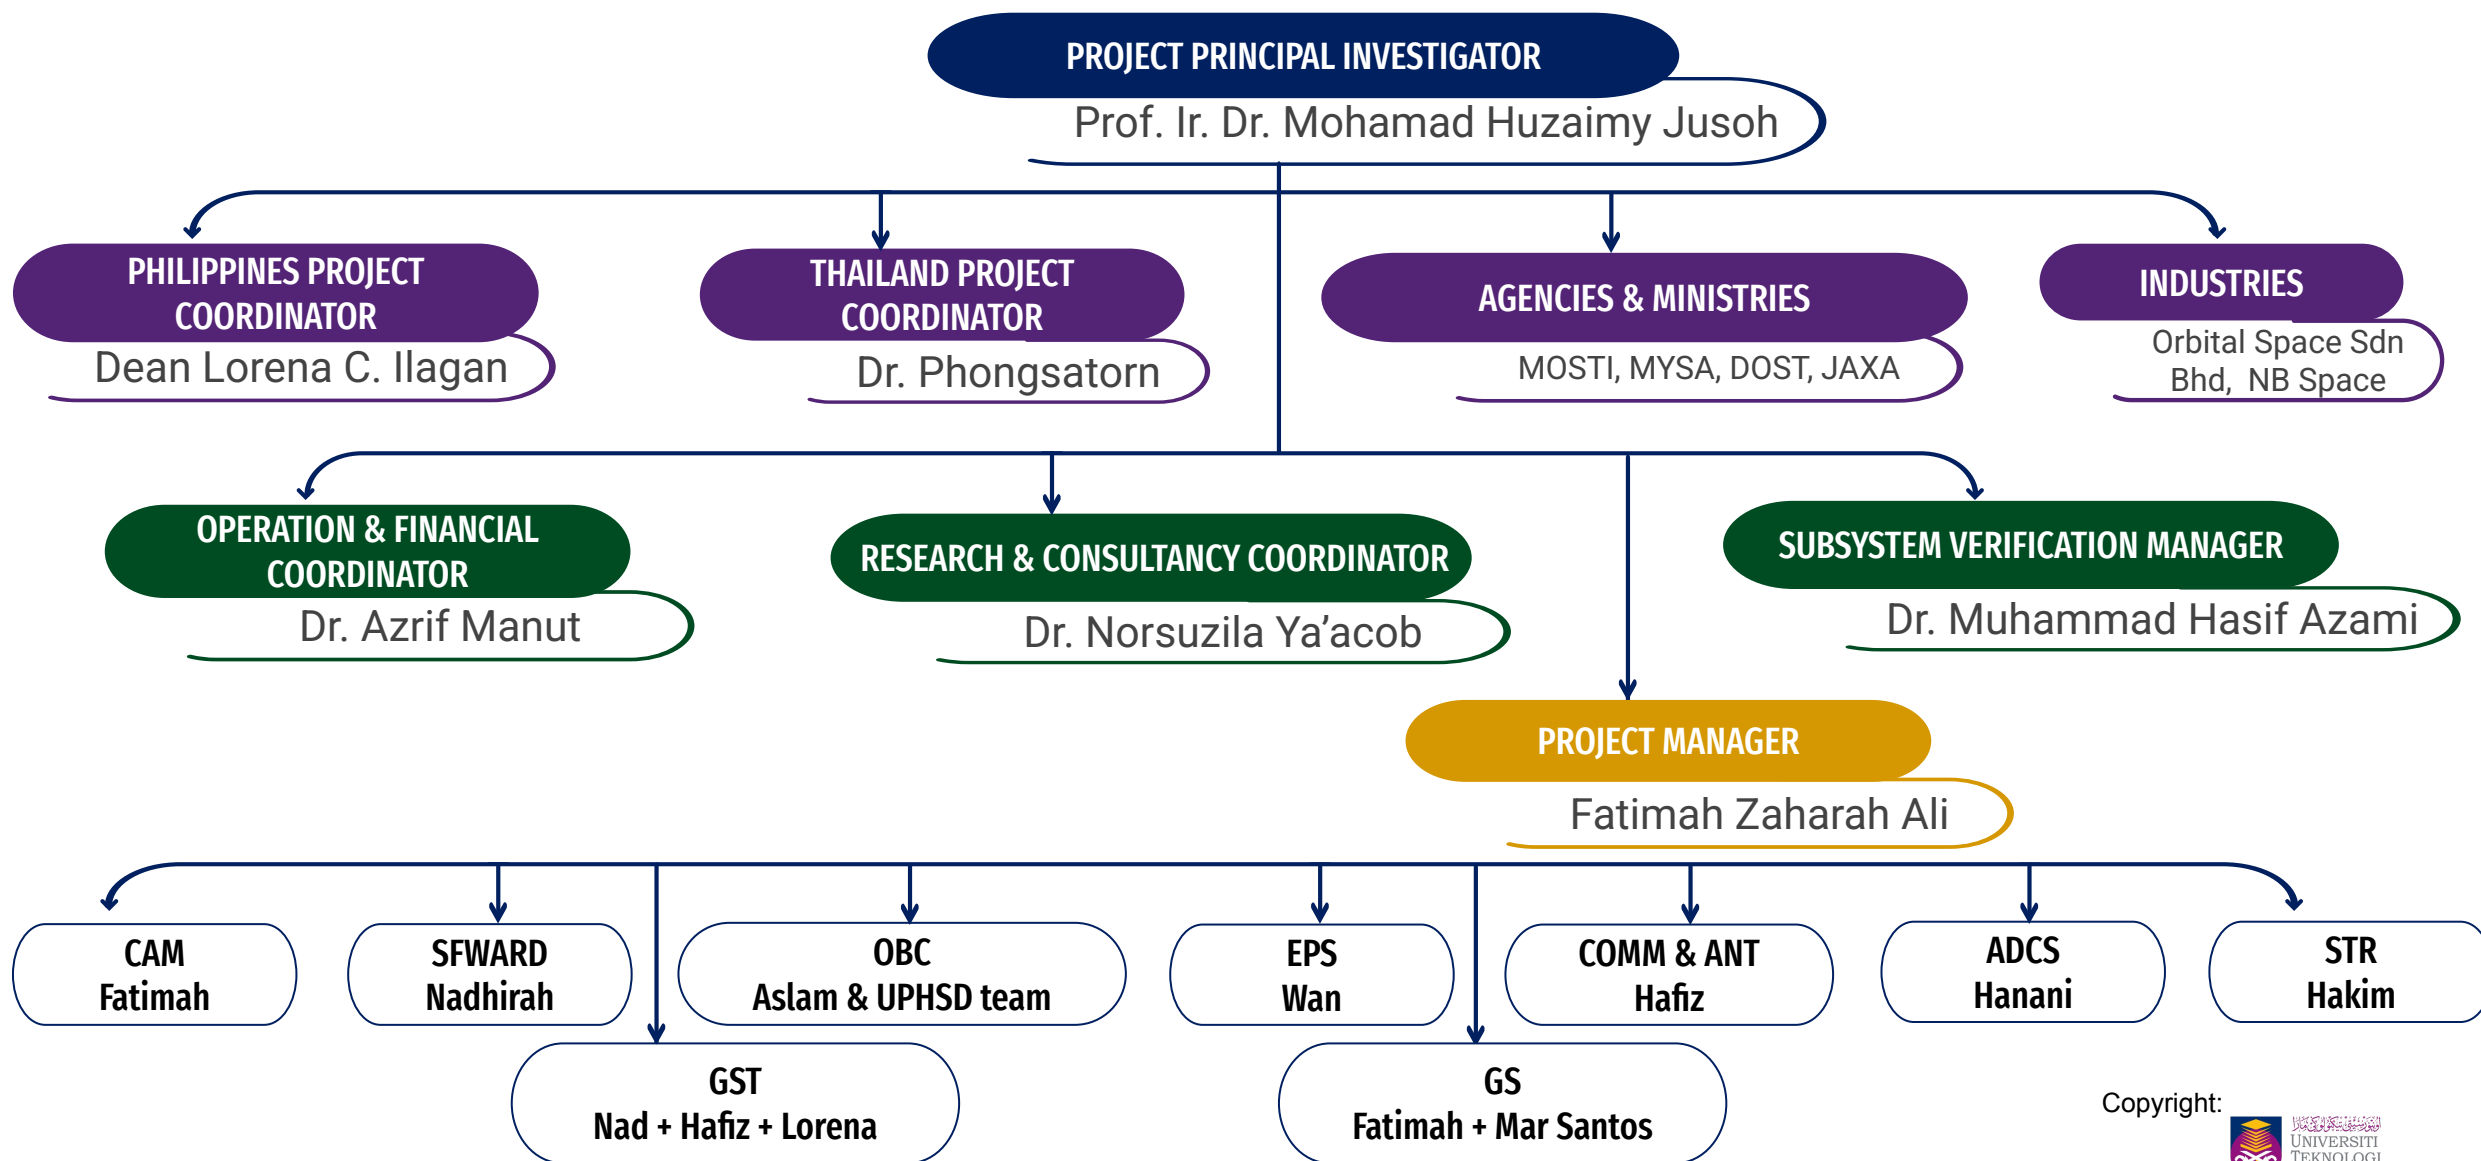 PROJECT PRINCIPAL INVESTIGATOR
Prof. Ir. Dr. Mohamad Huzaimy Jusoh
PHILIPPINES PROJECT
COORDINATOR
Dean Lorena C. Ilagan
THAILAND PROJECT
COORDINATOR
Dr. Phongsatorn
AGENCIES & MINISTRIES
MOSTI, MYSA, DOST, JAXA
INDUSTRIES
Orbital Space Sdn
Bhd, NB Space
OPERATION & FINANCIAL
COORDINATOR
Dr. Azrif Manut
RESEARCH & CONSULTANCY COORDINATOR
Dr. Norsuzila Ya’acob
SUBSYSTEM VERIFICATION MANAGER
Dr. Muhammad Hasif Azami
PROJECT MANAGER
Fatimah Zaharah Ali
CAM
Fatimah
SFWARD
Nadhirah
OBC
Aslam & UPHSD team
EPS
Wan
COMM & ANT
Hafiz
ADCS
Hanani
STR
Hakim
GST
Nad + Hafiz + Lorena
GS
Fatimah + Mar Santos
Copyright:
UNIVERSITI
TEKNOLOGI